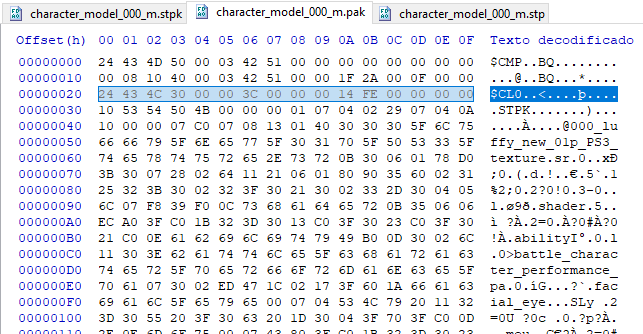 character_model_000_m.stpk character_model_000_m.pak character_model_000_m.stp
Offset(h) 00 01 02 03 04 05 06 07 08 09 0A 0B 0C 0D 0E 0F Texto decodificado
00000000 24 43 4D 50 00 03 42 51 00 00 00 00 00 00 00 00 $CMP..BQ........
00000010 00 08 10 40 00 03 42 51 00 00 1F 2A 00 0F 00 00 ...@..BQ...*....
00000020 24 43 4C 30 00 00 3C 00 00 00 14 FE 00 00 00 00 $CL0..<....þ....
00000030 10 53 54 50 4B 00 00 00 01 07 04 02 29 07 04 0A .STPK.......)...
00000040 10 00 00 07 C0 07 08 13 01 40 30 30 30 5F 6C 75 ....À....@000_lu
00000050 66 66 79 5F 6E 65 77 5F 30 31 70 5F 50 53 33 5F ffy_new_01p_PS3_
00000060 74 65 78 74 75 72 65 2E 73 72 0B 30 06 01 78 D0 texture.sr.0..xÐ
00000070 3B 30 07 28 02 64 11 21 06 01 80 90 35 60 02 31 ;0.(.d.!..€.5`.1
00000080 25 32 3B 30 02 32 3F 30 21 30 02 33 2D 30 04 05 %2;0.2?0!0.3-0..
00000090 6C 07 F8 39 F0 0C 73 68 61 64 65 72 0B 35 06 06 l.ø9ð.shader.5..
000000A0 EC A0 3F C0 1B 32 3D 30 13 C0 3F 30 23 C0 3F 30 ì ?À.2=0.À?0#À?0
000000B0 21 C0 0E 61 62 69 6C 69 74 79 49 B0 0D 30 02 6C !À.abilityI°.0.l
000000C0 11 30 3E 62 61 74 74 6C 65 5F 63 68 61 72 61 63 .0>battle_charac
000000D0 74 65 72 5F 70 65 72 66 6F 72 6D 61 6E 63 65 5F ter_performance_
000000E0 70 61 07 30 02 ED 47 1C 02 17 3F 60 1A 66 61 63 pa.0.íG...?`.fac
000000F0 69 61 6C 5F 65 79 65 00 07 04 53 4C 79 20 11 32 ial_eye...SLy .2
00000100 3D 30 55 20 3F 30 63 20 1D 30 04 3F 70 3F C0 0D =0U ?0c .0.?p?À.